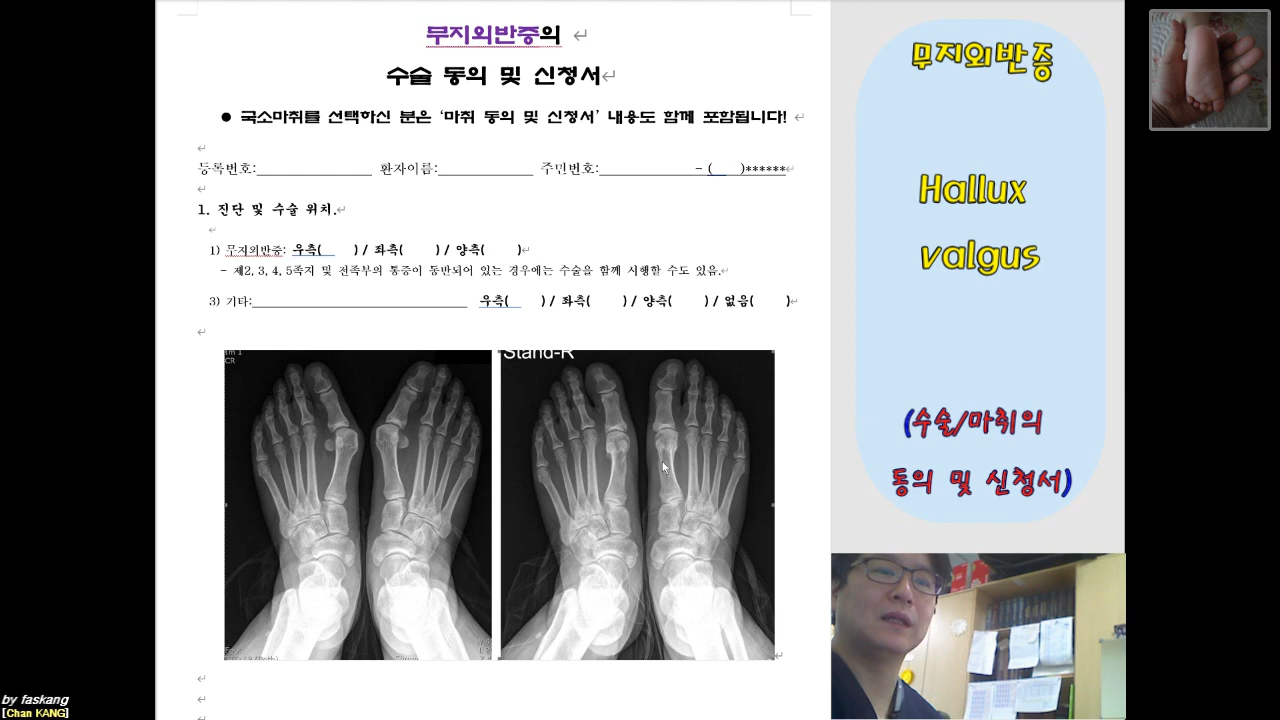 무지외반증의
수술 동의 및 신청서
● 국소마취를 선택하신 분은 ‘마취 동의 및 신청서’ 내용도 함께 포함됩니다!
등록번호:________________ 환자이름:_____________ 주민번호:_____________ - (__ )******
1. 진단 및 수술 위치.
1) 무지외반증: 우측( ) / 좌측( ) / 양측( )
- 제2, 3, 4, 5족지 및 전족부의 통증이 동반되어 있는 경우에는 수술을 함께 시행할 수도 있음.
3) 기타:______________________________ 우측( ) / 좌측( ) / 양측( ) / 없음( )
CR
Stand-R
무지외반증
Hallux
valgus
(수술/마취의
동의 및 신청서)
by faskang
[Chan KANG]